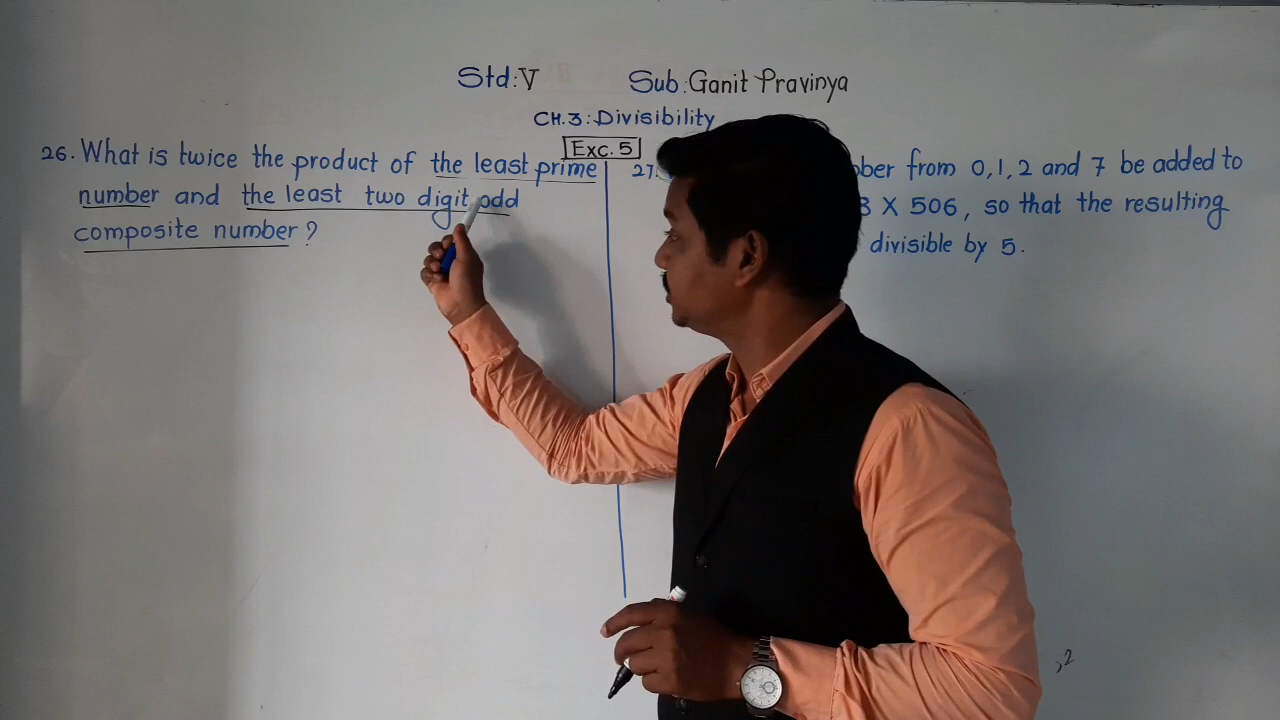 Std:V Sub:Ganit Pravinya
CH.3:Divisibility
Exc.5
26. What is twice the product of the least prime
number and the least two digit odd
composite number?
27. from 0,1,2 and 7 be added to
X 506, so that the resulting
divisible by 5.
,2